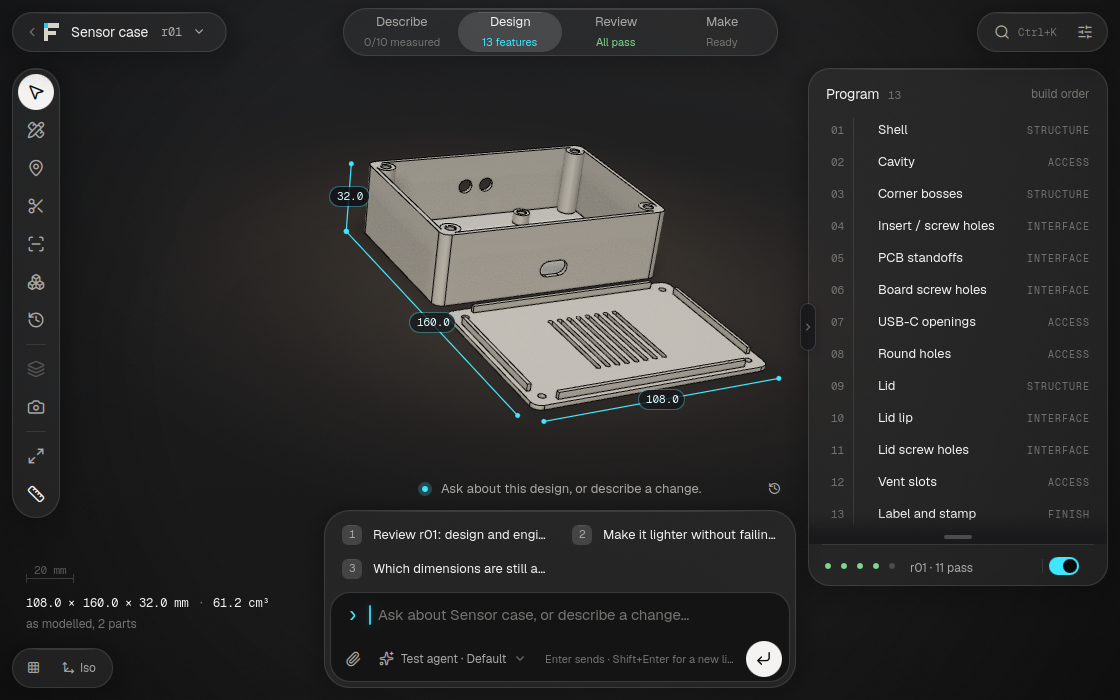 Sensor case r01
Describe
0/10 measured
Design
13 features
Review
All pass
Make
Ready
Ctrl+K
Program 13 build order
01 Shell STRUCTURE
02 Cavity ACCESS
03 Corner bosses STRUCTURE
04 Insert / screw holes INTERFACE
05 PCB standoffs INTERFACE
06 Board screw holes INTERFACE
07 USB-C openings ACCESS
08 Round holes ACCESS
09 Lid STRUCTURE
10 Lid lip INTERFACE
11 Lid screw holes INTERFACE
12 Vent slots ACCESS
13 Label and stamp FINISH
r01 · 11 pass
32.0
160.0
108.0
Ask about this design, or describe a change.
1 Review r01: design and engi…
2 Make it lighter without failin…
3 Which dimensions are still a…
Ask about Sensor case, or describe a change…
Test agent · Default
Enter sends · Shift+Enter for a new li…
20 mm
108.0 × 160.0 × 32.0 mm · 61.2 cm³
as modelled, 2 parts
Iso